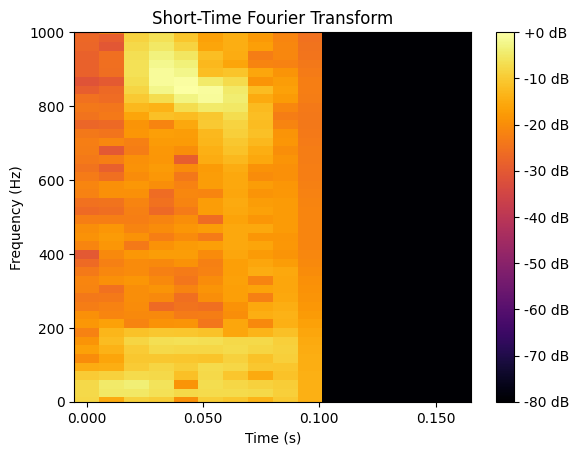 Short-Time Fourier Transform
1000
800
600
400
200
0
Frequency (Hz)
0.000
0.050
0.100
0.150
Time (s)
+0 dB
-10 dB
-20 dB
-30 dB
-40 dB
-50 dB
-60 dB
-70 dB
-80 dB